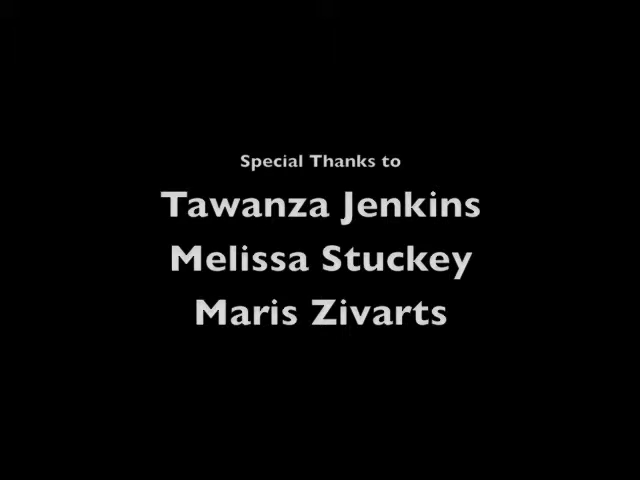 Special Thanks to
Tawanza Jenkins
Melissa Stuckey
Maris Zivarts